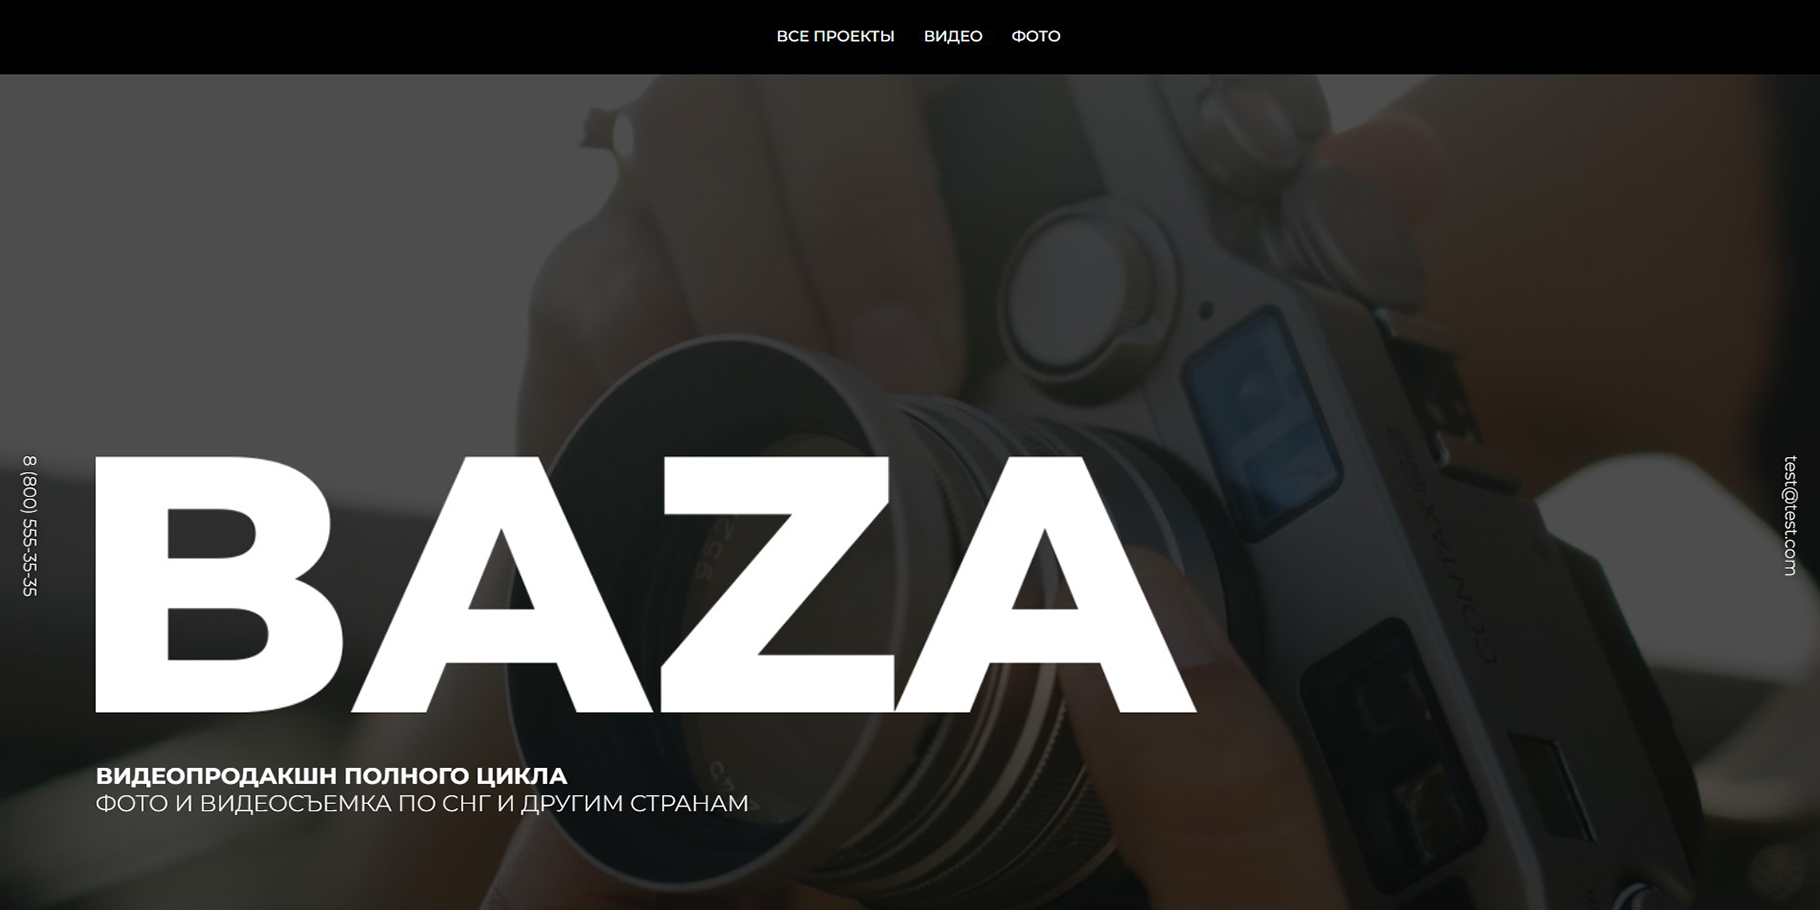 ВСЕ ПРОЕКТЫ ВИДЕО ФОТО
8 (800) 555-35-35
BAZA
test@test.com
CONTAX
ВИДЕОПРОДАКШН ПОЛНОГО ЦИКЛА
ФОТО И ВИДЕОСЪЕМКА ПО СНГ И ДРУГИМ СТРАНАМ